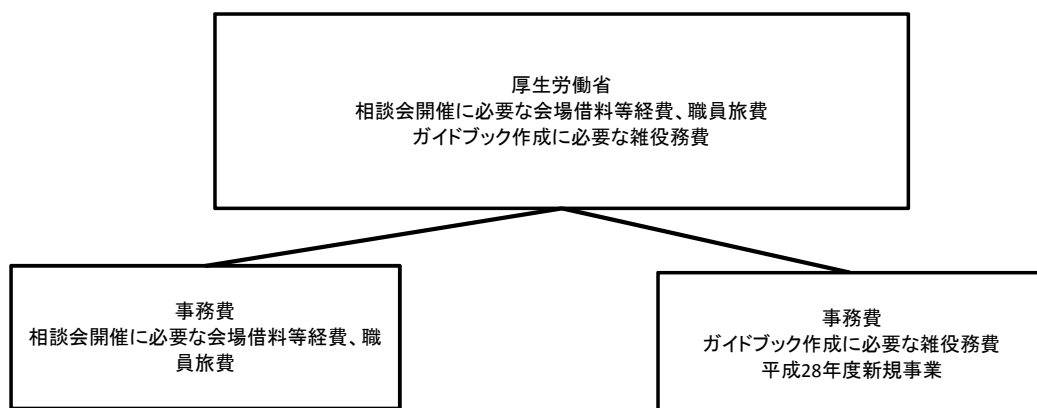 厚生労働省
相談会開催に必要な会場借料等経費、職員旅費
ガイドブック作成に必要な雑役務費
事務費
相談会開催に必要な会場借料等経費、職
員旅費
事務費
ガイドブック作成に必要な雑役務費
平成28年度新規事業